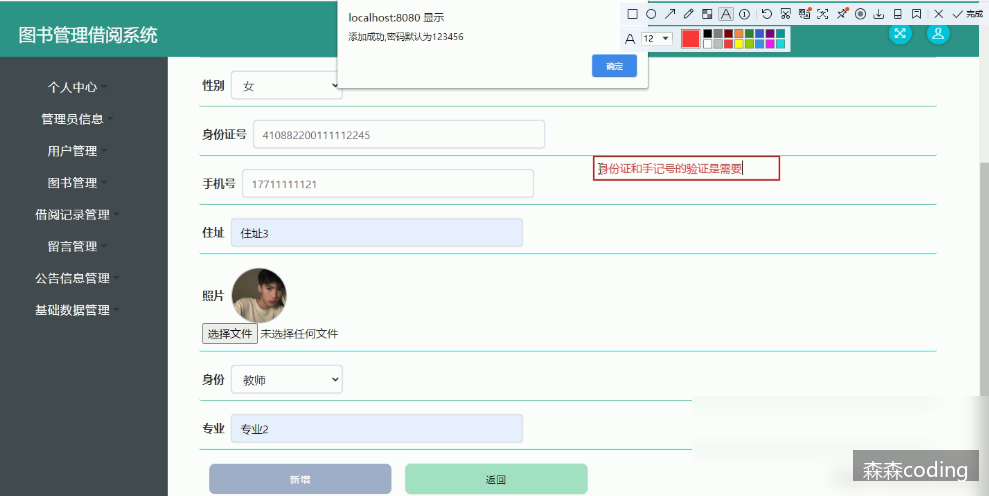 图书管理借阅系统
localhost:8080 显示
添加成功,密码默认为123456
确定
A
完成
A
12
个人中心
管理员信息
用户管理
图书管理
借阅记录管理
留言管理
公告信息管理
基础数据管理
性别 女
身份证号 410882200111112245
身份证和手记号的验证是需要
手机号 17711111121
住址 住址3
照片
选择文件 未选择任何文件
身份 教师
专业 专业2
新增
返回
森森coding